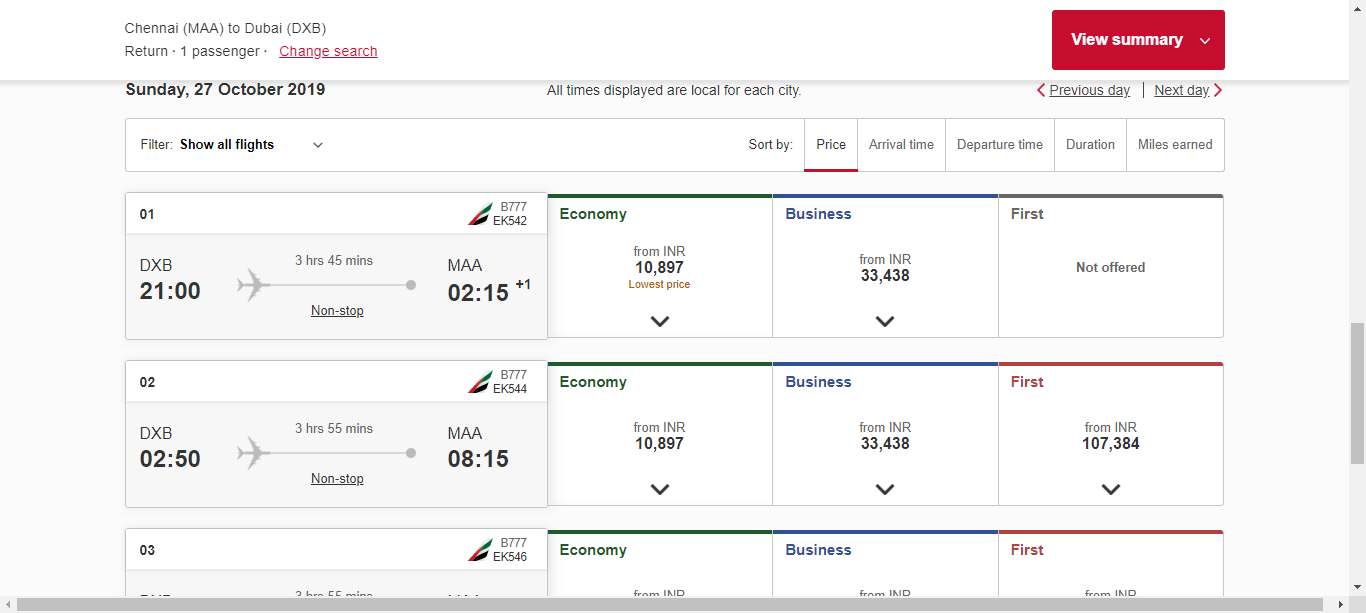 Chennai (MAA) to Dubai (DXB)
Return · 1 passenger · Change search
View summary
Sunday, 27 October 2019
All times displayed are local for each city.
Previous day | Next day
Filter: Show all flights
Sort by: Price Arrival time Departure time Duration Miles earned
01
B777
EK542
DXB
21:00
3 hrs 45 mins
Non-stop
MAA
02:15 +1
Economy
from INR
10,897
Lowest price
Business
from INR
33,438
First
Not offered
02
B777
EK544
DXB
02:50
3 hrs 55 mins
Non-stop
MAA
08:15
Economy
from INR
10,897
Business
from INR
33,438
First
from INR
107,384
03
B777
EK546
3 hrs 55 mins
Economy
from INR
Business
from INR
First
from INR